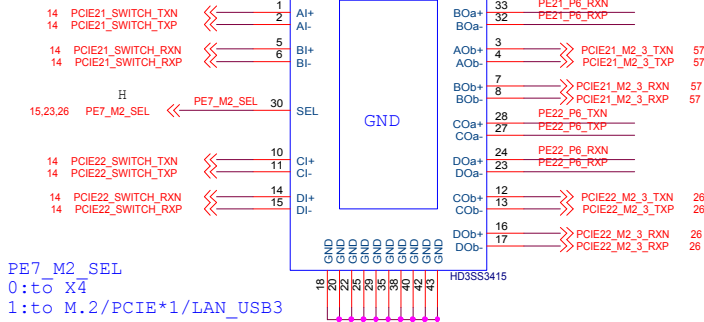 14 PCIE21_SWITCH_TXN 1 AI+
14 PCIE21_SWITCH_TXP 2 AI-
14 PCIE21_SWITCH_RXN 5 BI+
14 PCIE21_SWITCH_RXP 6 BI-
H
15,23,26 PE7_M2_SEL PE7_M2_SEL 30 SEL
14 PCIE22_SWITCH_TXN 10 CI+
14 PCIE22_SWITCH_TXP 11 CI-
14 PCIE22_SWITCH_RXN 14 DI+
14 PCIE22_SWITCH_RXP 15 DI-
GND
BOa+ 33 PE21_P6_RXN
BOa- 32 PE21_P6_RXP
AOb+ 3 PCIE21_M2_3_TXN 57
AOb- 4 PCIE21_M2_3_TXP 57
BOb+ 7 PCIE21_M2_3_RXN 57
BOb- 8 PCIE21_M2_3_RXP 57
COa+ 28 PE22_P6_TXN
COa- 27 PE22_P6_TXP
DOa+ 24 PE22_P6_RXN
DOa- 23 PE22_P6_RXP
COb+ 12 PCIE22_M2_3_TXN 26
COb- 13 PCIE22_M2_3_TXP 26
DOb+ 16 PCIE22_M2_3_RXN 26
DOb- 17 PCIE22_M2_3_RXP 26
GND GND GND GND GND GND GND GND GND GND
18 20 22 25 29 35 38 40 42 43
HD3SS3415
PE7_M2_SEL
0:to X4
1:to M.2/PCIE*1/LAN_USB3